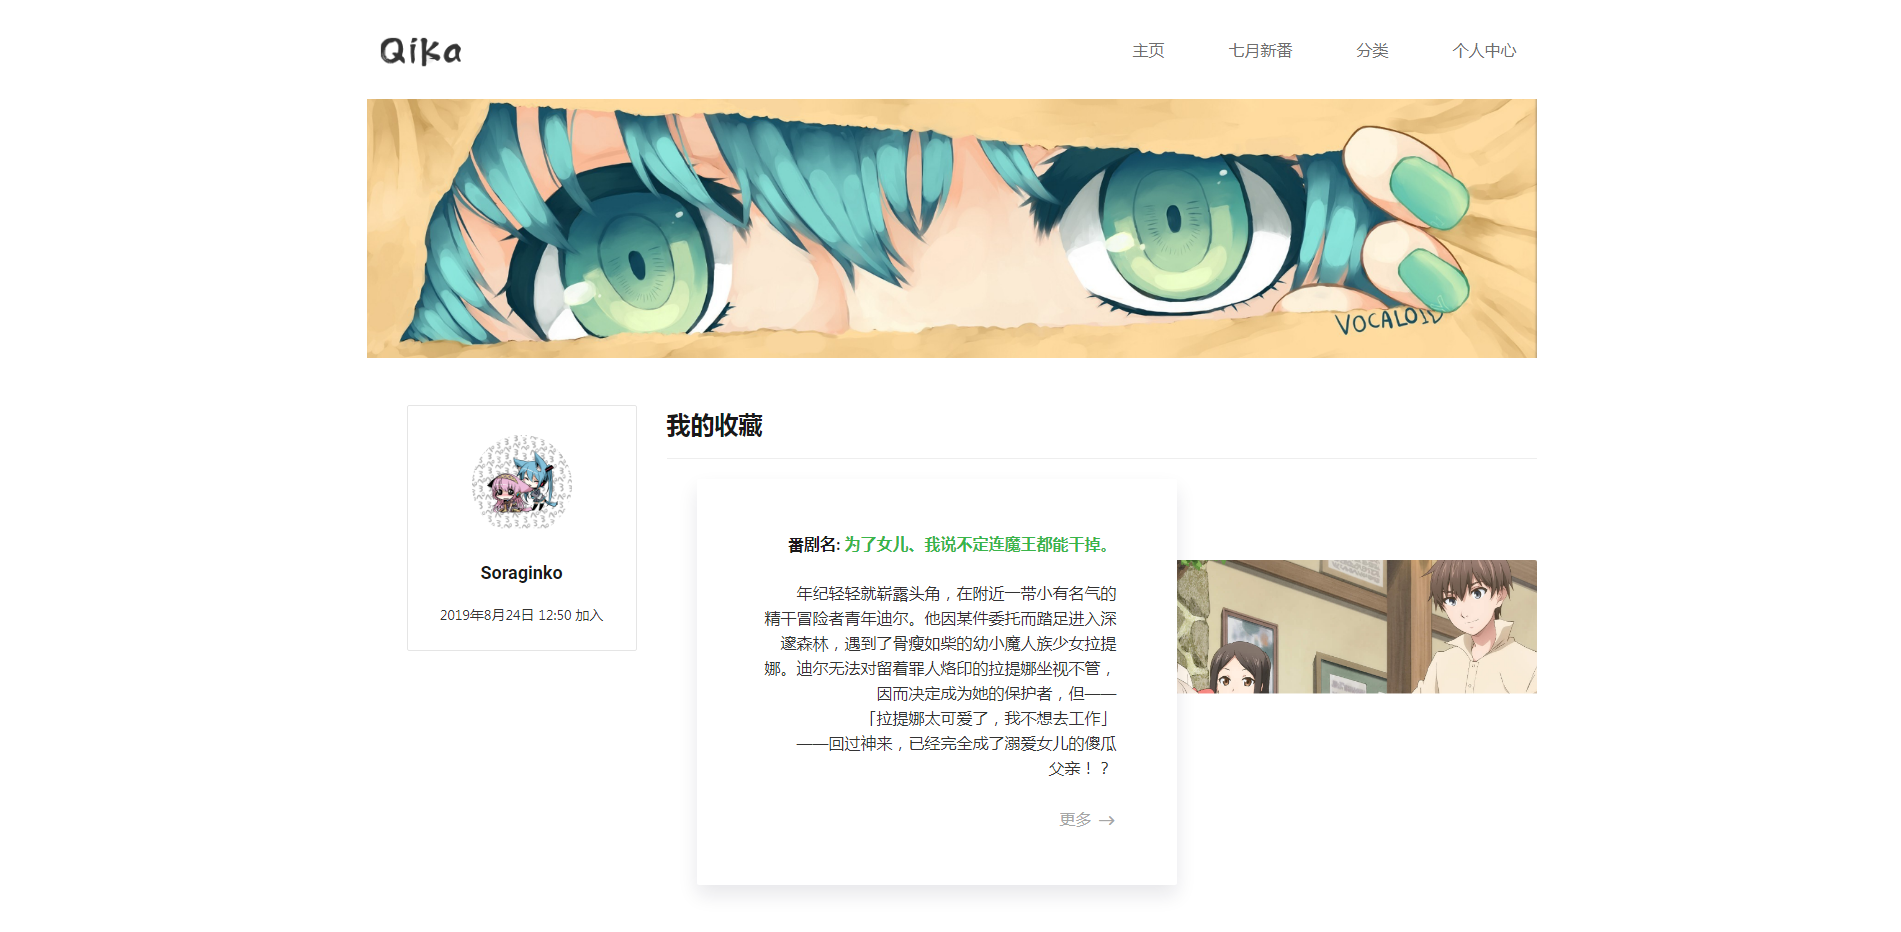 Qika
主页
七月新番
分类
个人中心
VOCALOID
我的收藏
Soraginko
2019年8月24日 12:50 加入
番剧名: 为了女儿、我说不定连魔王都能干掉。
年纪轻轻就崭露头角，在附近一带小有名气的
精干冒险者青年迪尔。他因某件委托而踏足进入深
邃森林，遇到了骨瘦如柴的幼小魔人族少女拉提
娜。迪尔无法对留着罪人烙印的拉提娜坐视不管，
因而决定成为她的保护者，但——
「拉提娜太可爱了，我不想去工作」
——回过神来，已经完全成了溺爱女儿的傻瓜
父亲！？
更多 →